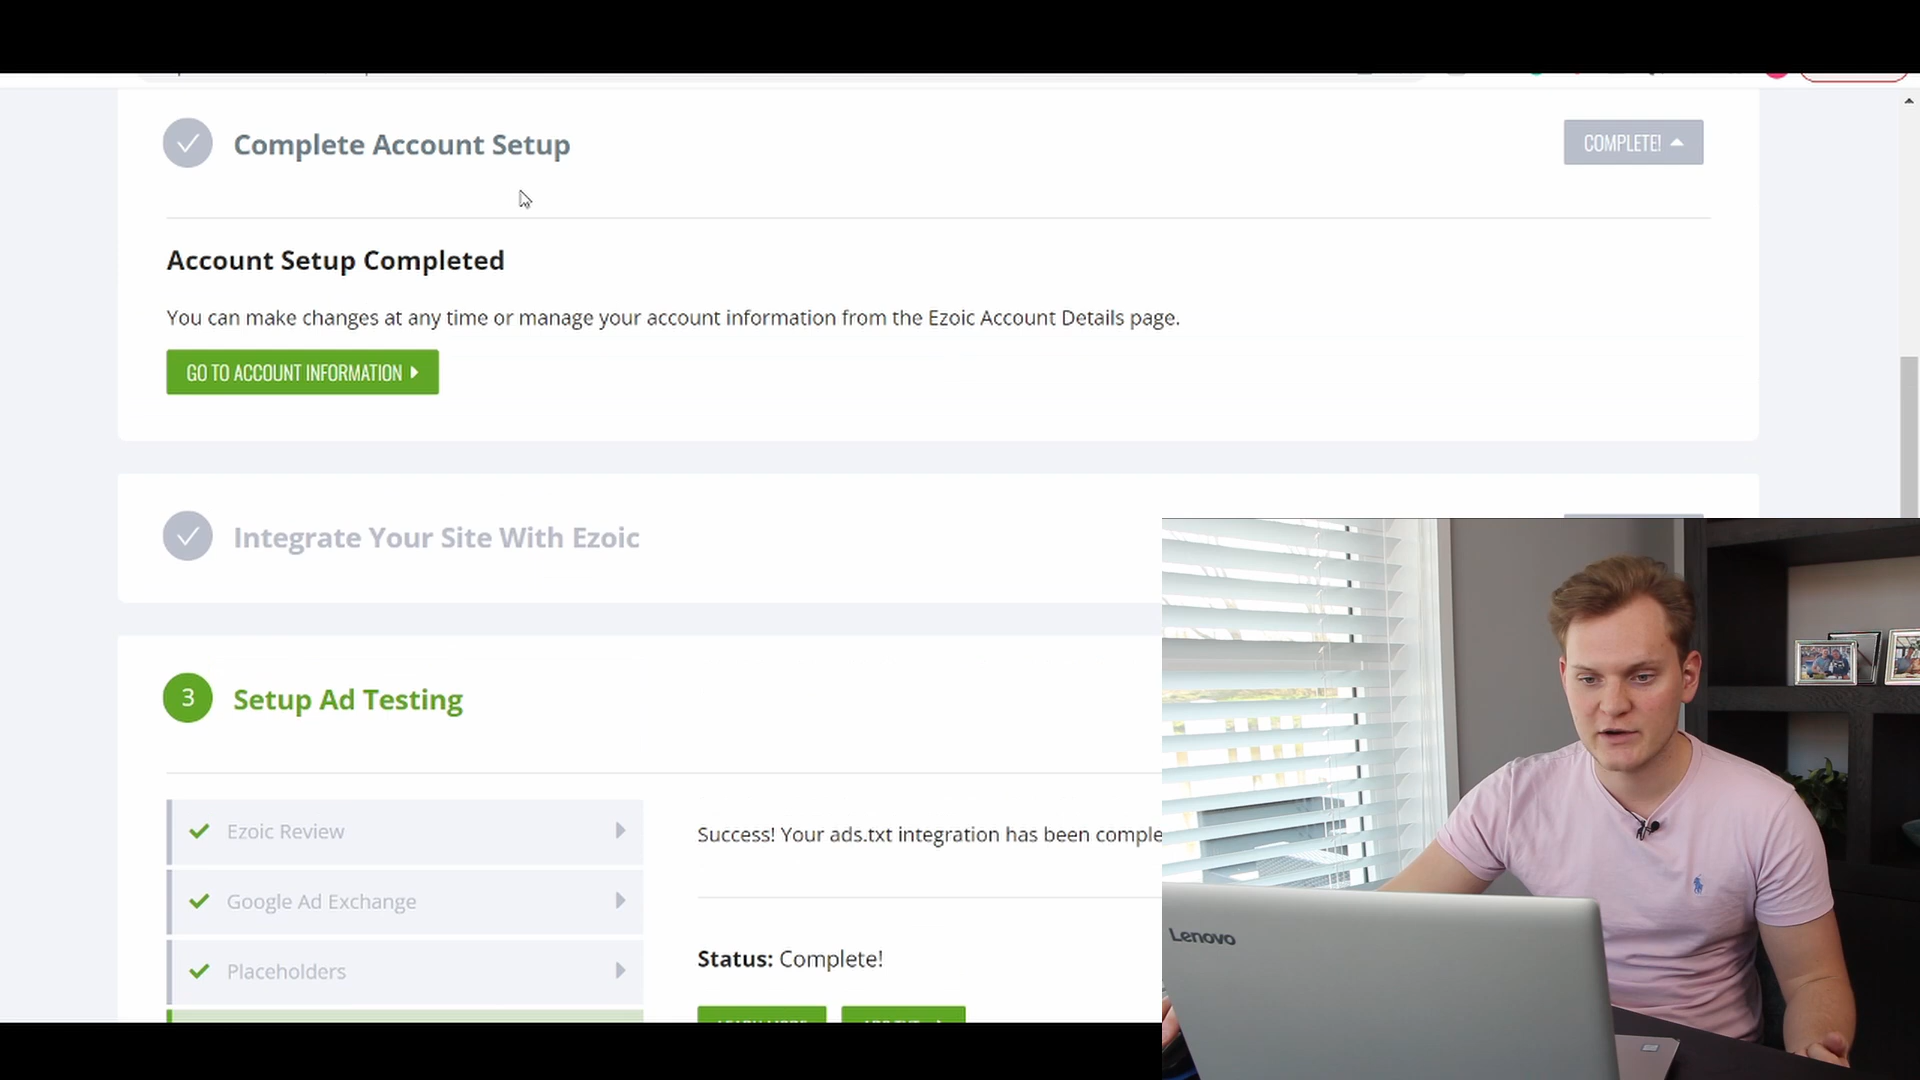 Complete Account Setup
COMPLETE!
Account Setup Completed
You can make changes at any time or manage your account information from the Ezoic Account Details page.
GO TO ACCOUNT INFORMATION
Integrate Your Site With Ezoic
3 Setup Ad Testing
Ezoic Review
Success! Your ads.txt integration has been comple
Google Ad Exchange
Placeholders
Status: Complete!
Lenovo